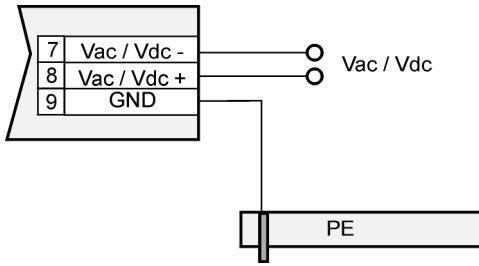 7 Vac / Vdc -
8 Vac / Vdc +
9 GND
Vac / Vdc
PE